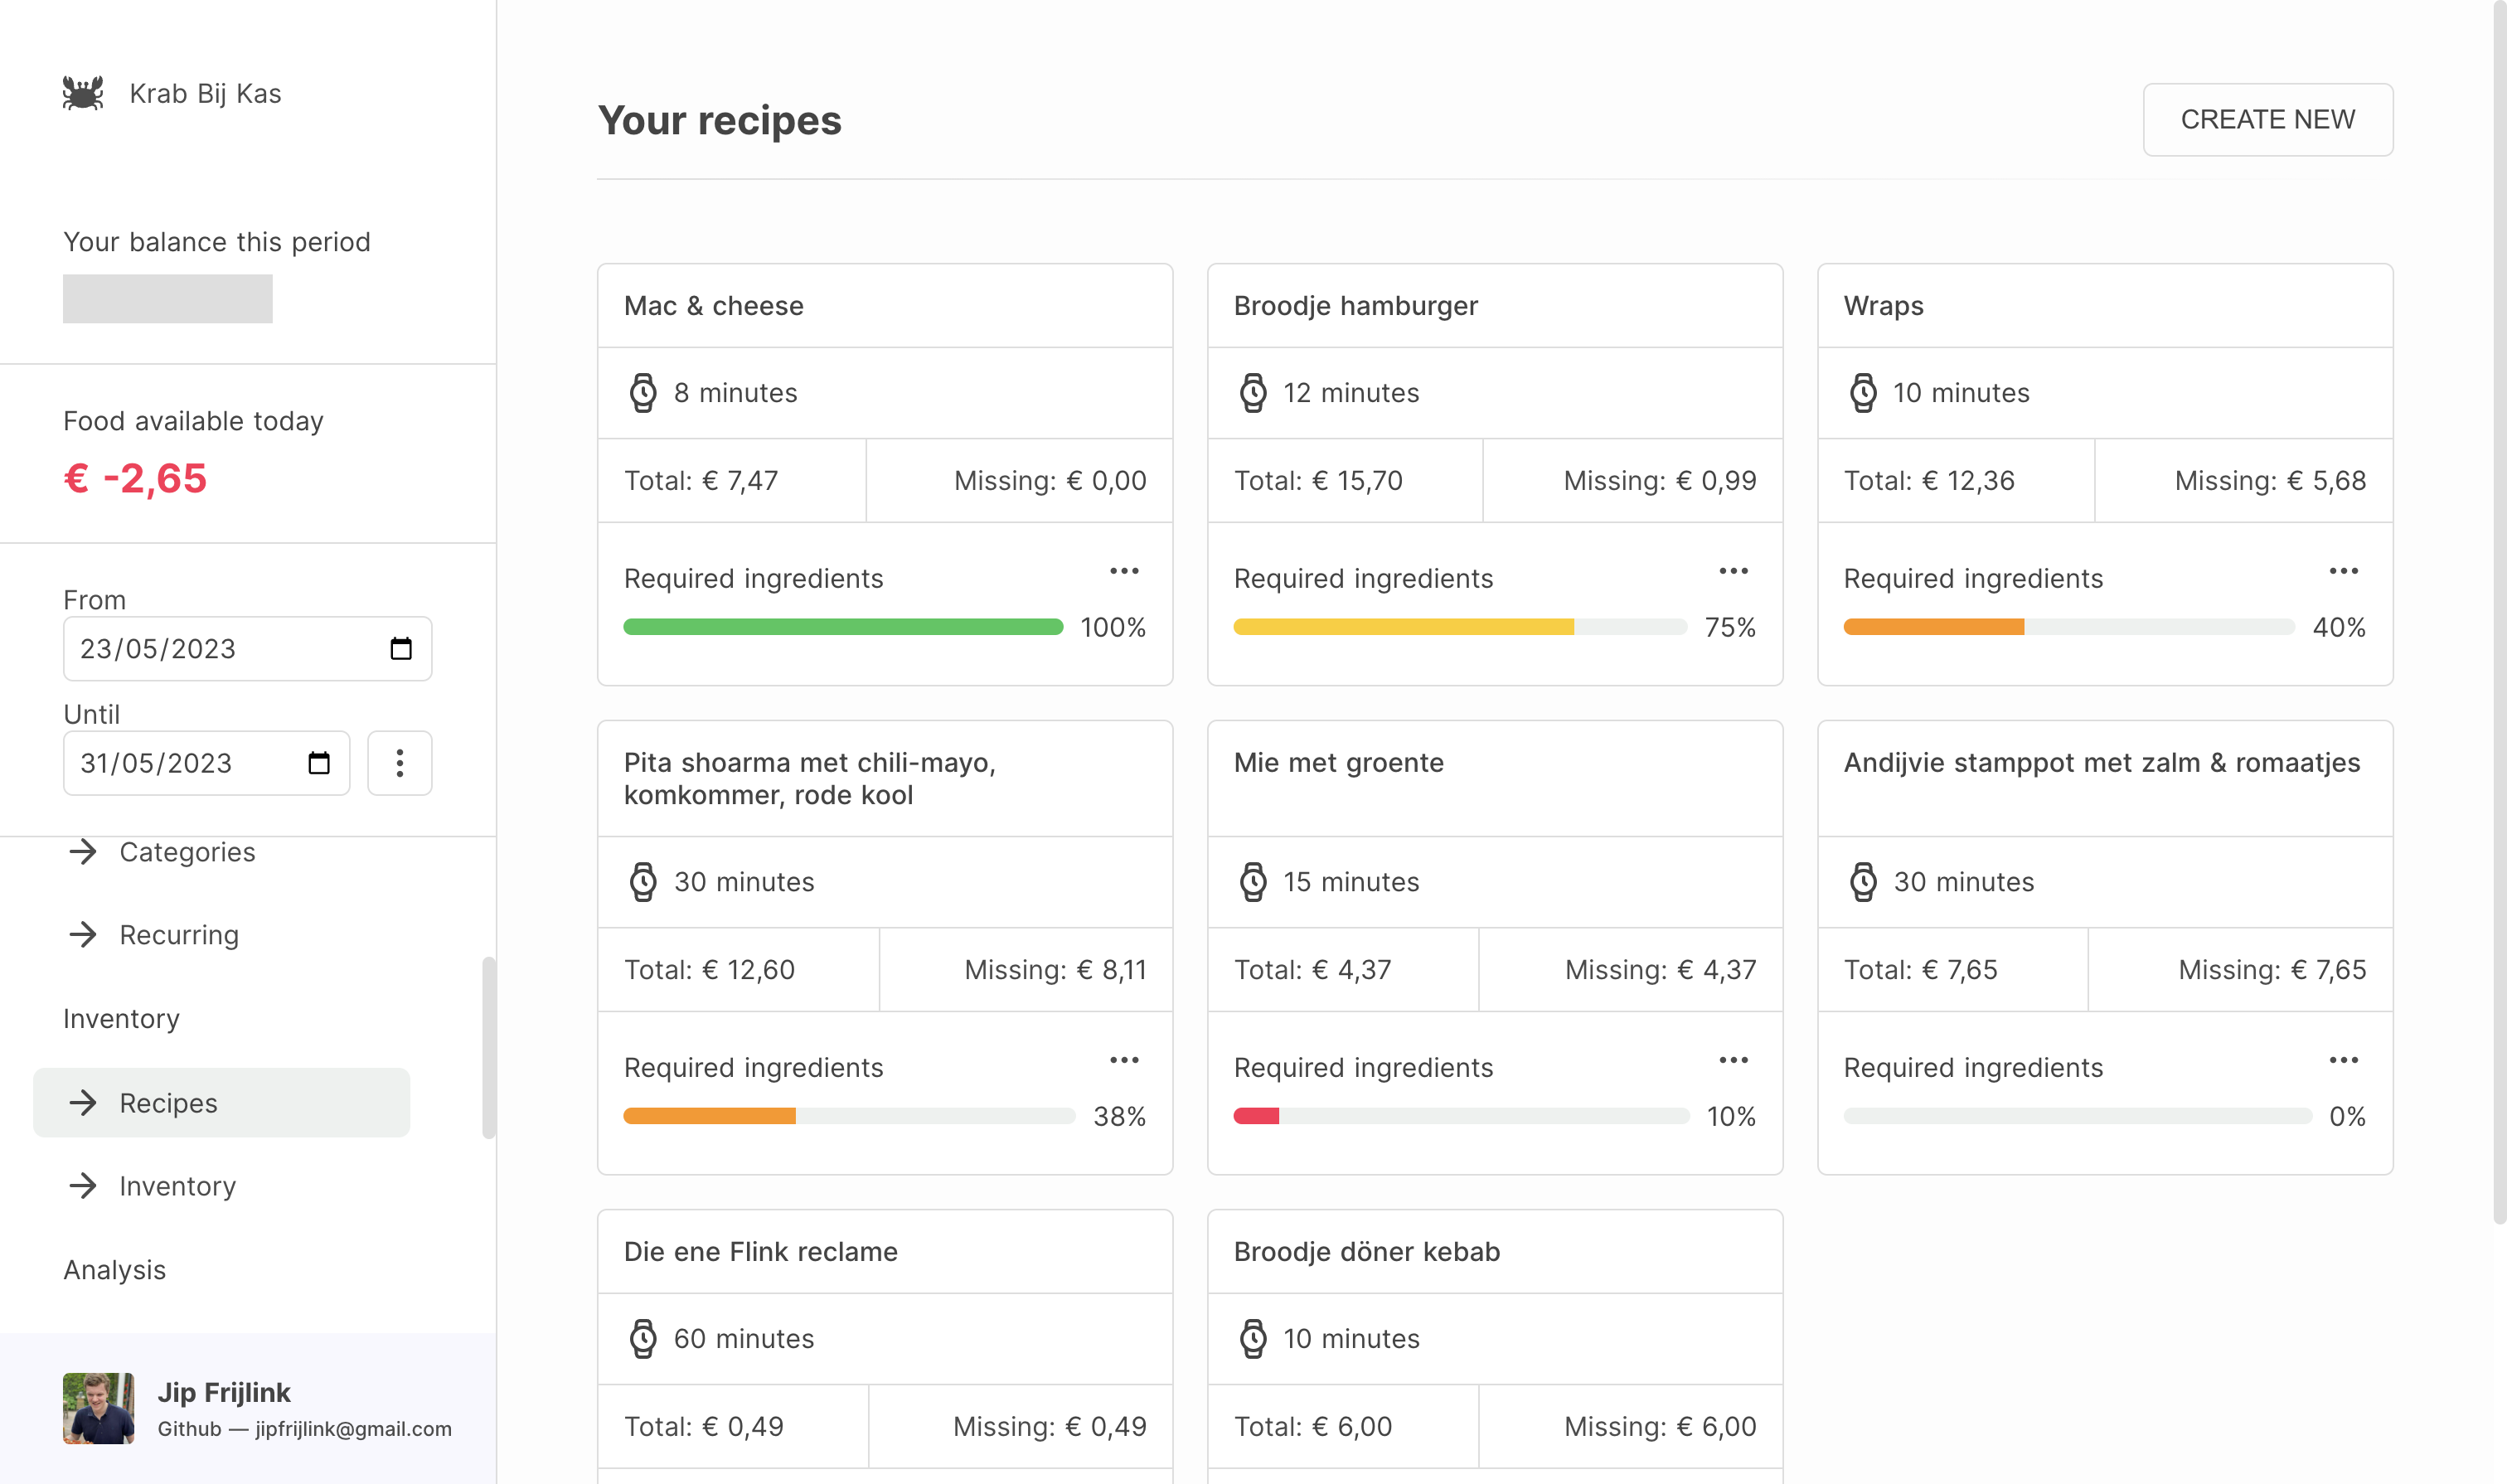 Krab Bij Kas
Your balance this period
Food available today
€ -2,65
From
23/05/2023
Until
31/05/2023
Categories
Recurring
Inventory
Recipes
Inventory
Analysis
Jip Frijlink
Github — jipfrijlink@gmail.com
Your recipes
CREATE NEW
Mac & cheese
8 minutes
Total: € 7,47
Missing: € 0,00
Required ingredients
100%
Broodje hamburger
12 minutes
Total: € 15,70
Missing: € 0,99
Required ingredients
75%
Wraps
10 minutes
Total: € 12,36
Missing: € 5,68
Required ingredients
40%
Pita shoarma met chili-mayo,
komkommer, rode kool
30 minutes
Total: € 12,60
Missing: € 8,11
Required ingredients
38%
Mie met groente
15 minutes
Total: € 4,37
Missing: € 4,37
Required ingredients
10%
Andijvie stamppot met zalm & romaatjes
30 minutes
Total: € 7,65
Missing: € 7,65
Required ingredients
0%
Die ene Flink reclame
60 minutes
Total: € 0,49
Missing: € 0,49
Broodje döner kebab
10 minutes
Total: € 6,00
Missing: € 6,00